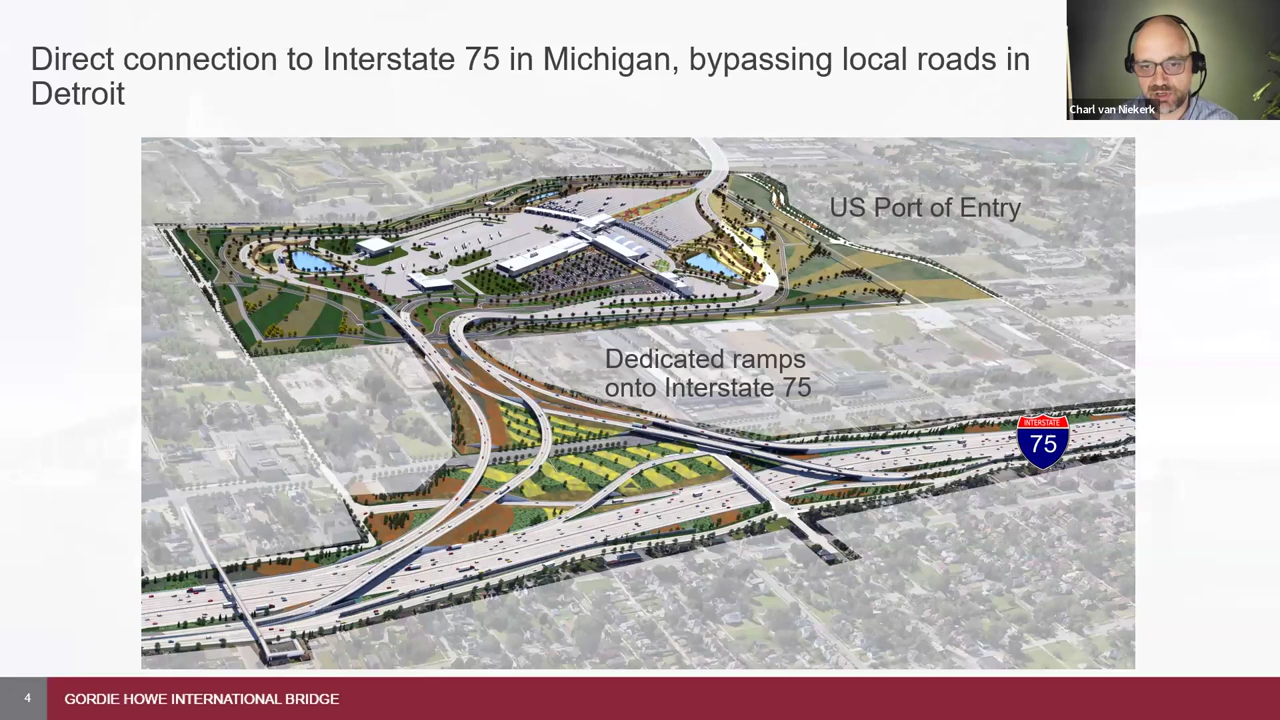 Direct connection to Interstate 75 in Michigan, bypassing local roads in
Detroit
Charl van Niekerk
US Port of Entry
Dedicated ramps
onto Interstate 75
INTERSTATE
75
4
GORDIE HOWE INTERNATIONAL BRIDGE